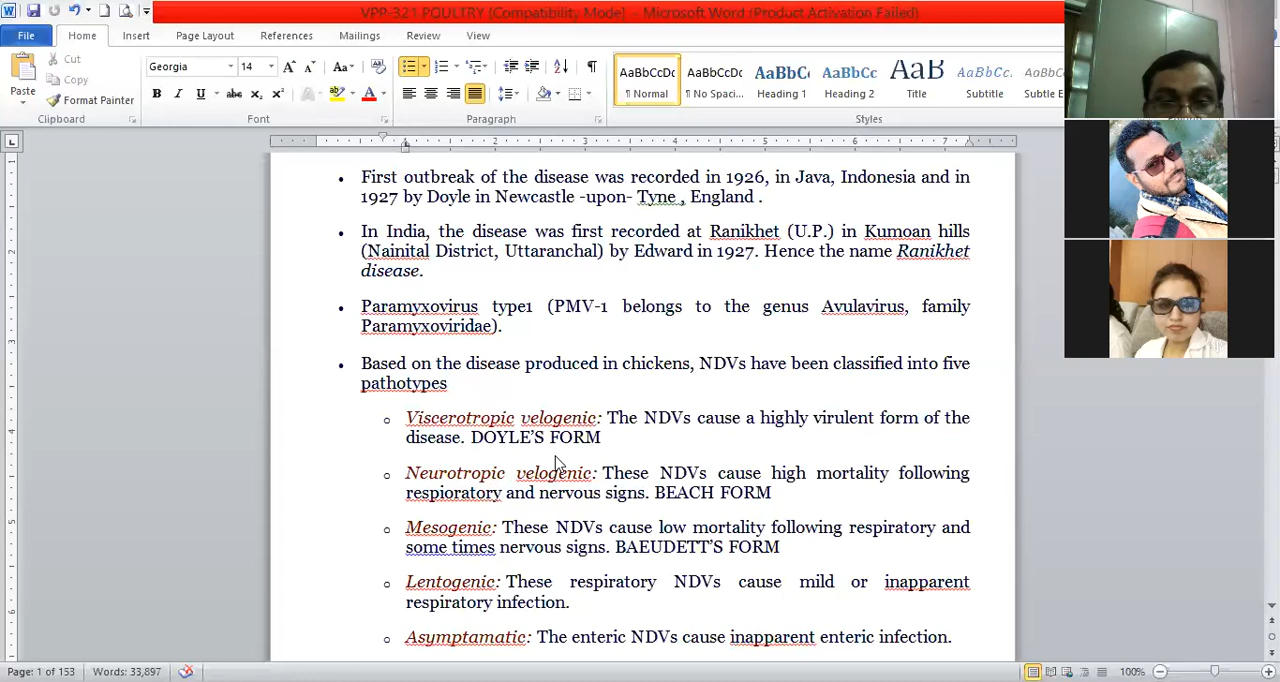 VPP-321 POULTRY (Compatibility Mode) - Microsoft Word (Product Activation Failed)
File Home Insert Page Layout References Mailings Review View
Cut
Copy
Format Painter
Paste
Georgia 14
AaBbCcDc AaBbCcDc AaBbC AaBbCc AaB AaBbCcL AaBbCc
¶ Normal ¶ No Spaci... Heading 1 Heading 2 Title Subtitle Subtle E
Clipboard Font Paragraph Styles
First outbreak of the disease was recorded in 1926, in Java, Indonesia and in
1927 by Doyle in Newcastle -upon- Tyne , England .
In India, the disease was first recorded at Ranikhet (U.P.) in Kumoan hills
(Nainital District, Uttaranchal) by Edward in 1927. Hence the name Ranikhet
disease.
Paramyxovirus type1 (PMV-1 belongs to the genus Avulavirus, family
Paramyxoviridae).
Based on the disease produced in chickens, NDVs have been classified into five
pathotypes
Viscerotropic velogenic: The NDVs cause a highly virulent form of the
disease. DOYLE'S FORM
Neurotropic velogenic: These NDVs cause high mortality following
respioratory and nervous signs. BEACH FORM
Mesogenic: These NDVs cause low mortality following respiratory and
some times nervous signs. BAEUDETT'S FORM
Lentogenic: These respiratory NDVs cause mild or inapparent
respiratory infection.
Asymptamatic: The enteric NDVs cause inapparent enteric infection.
Page: 1 of 153 Words: 33,897 100%